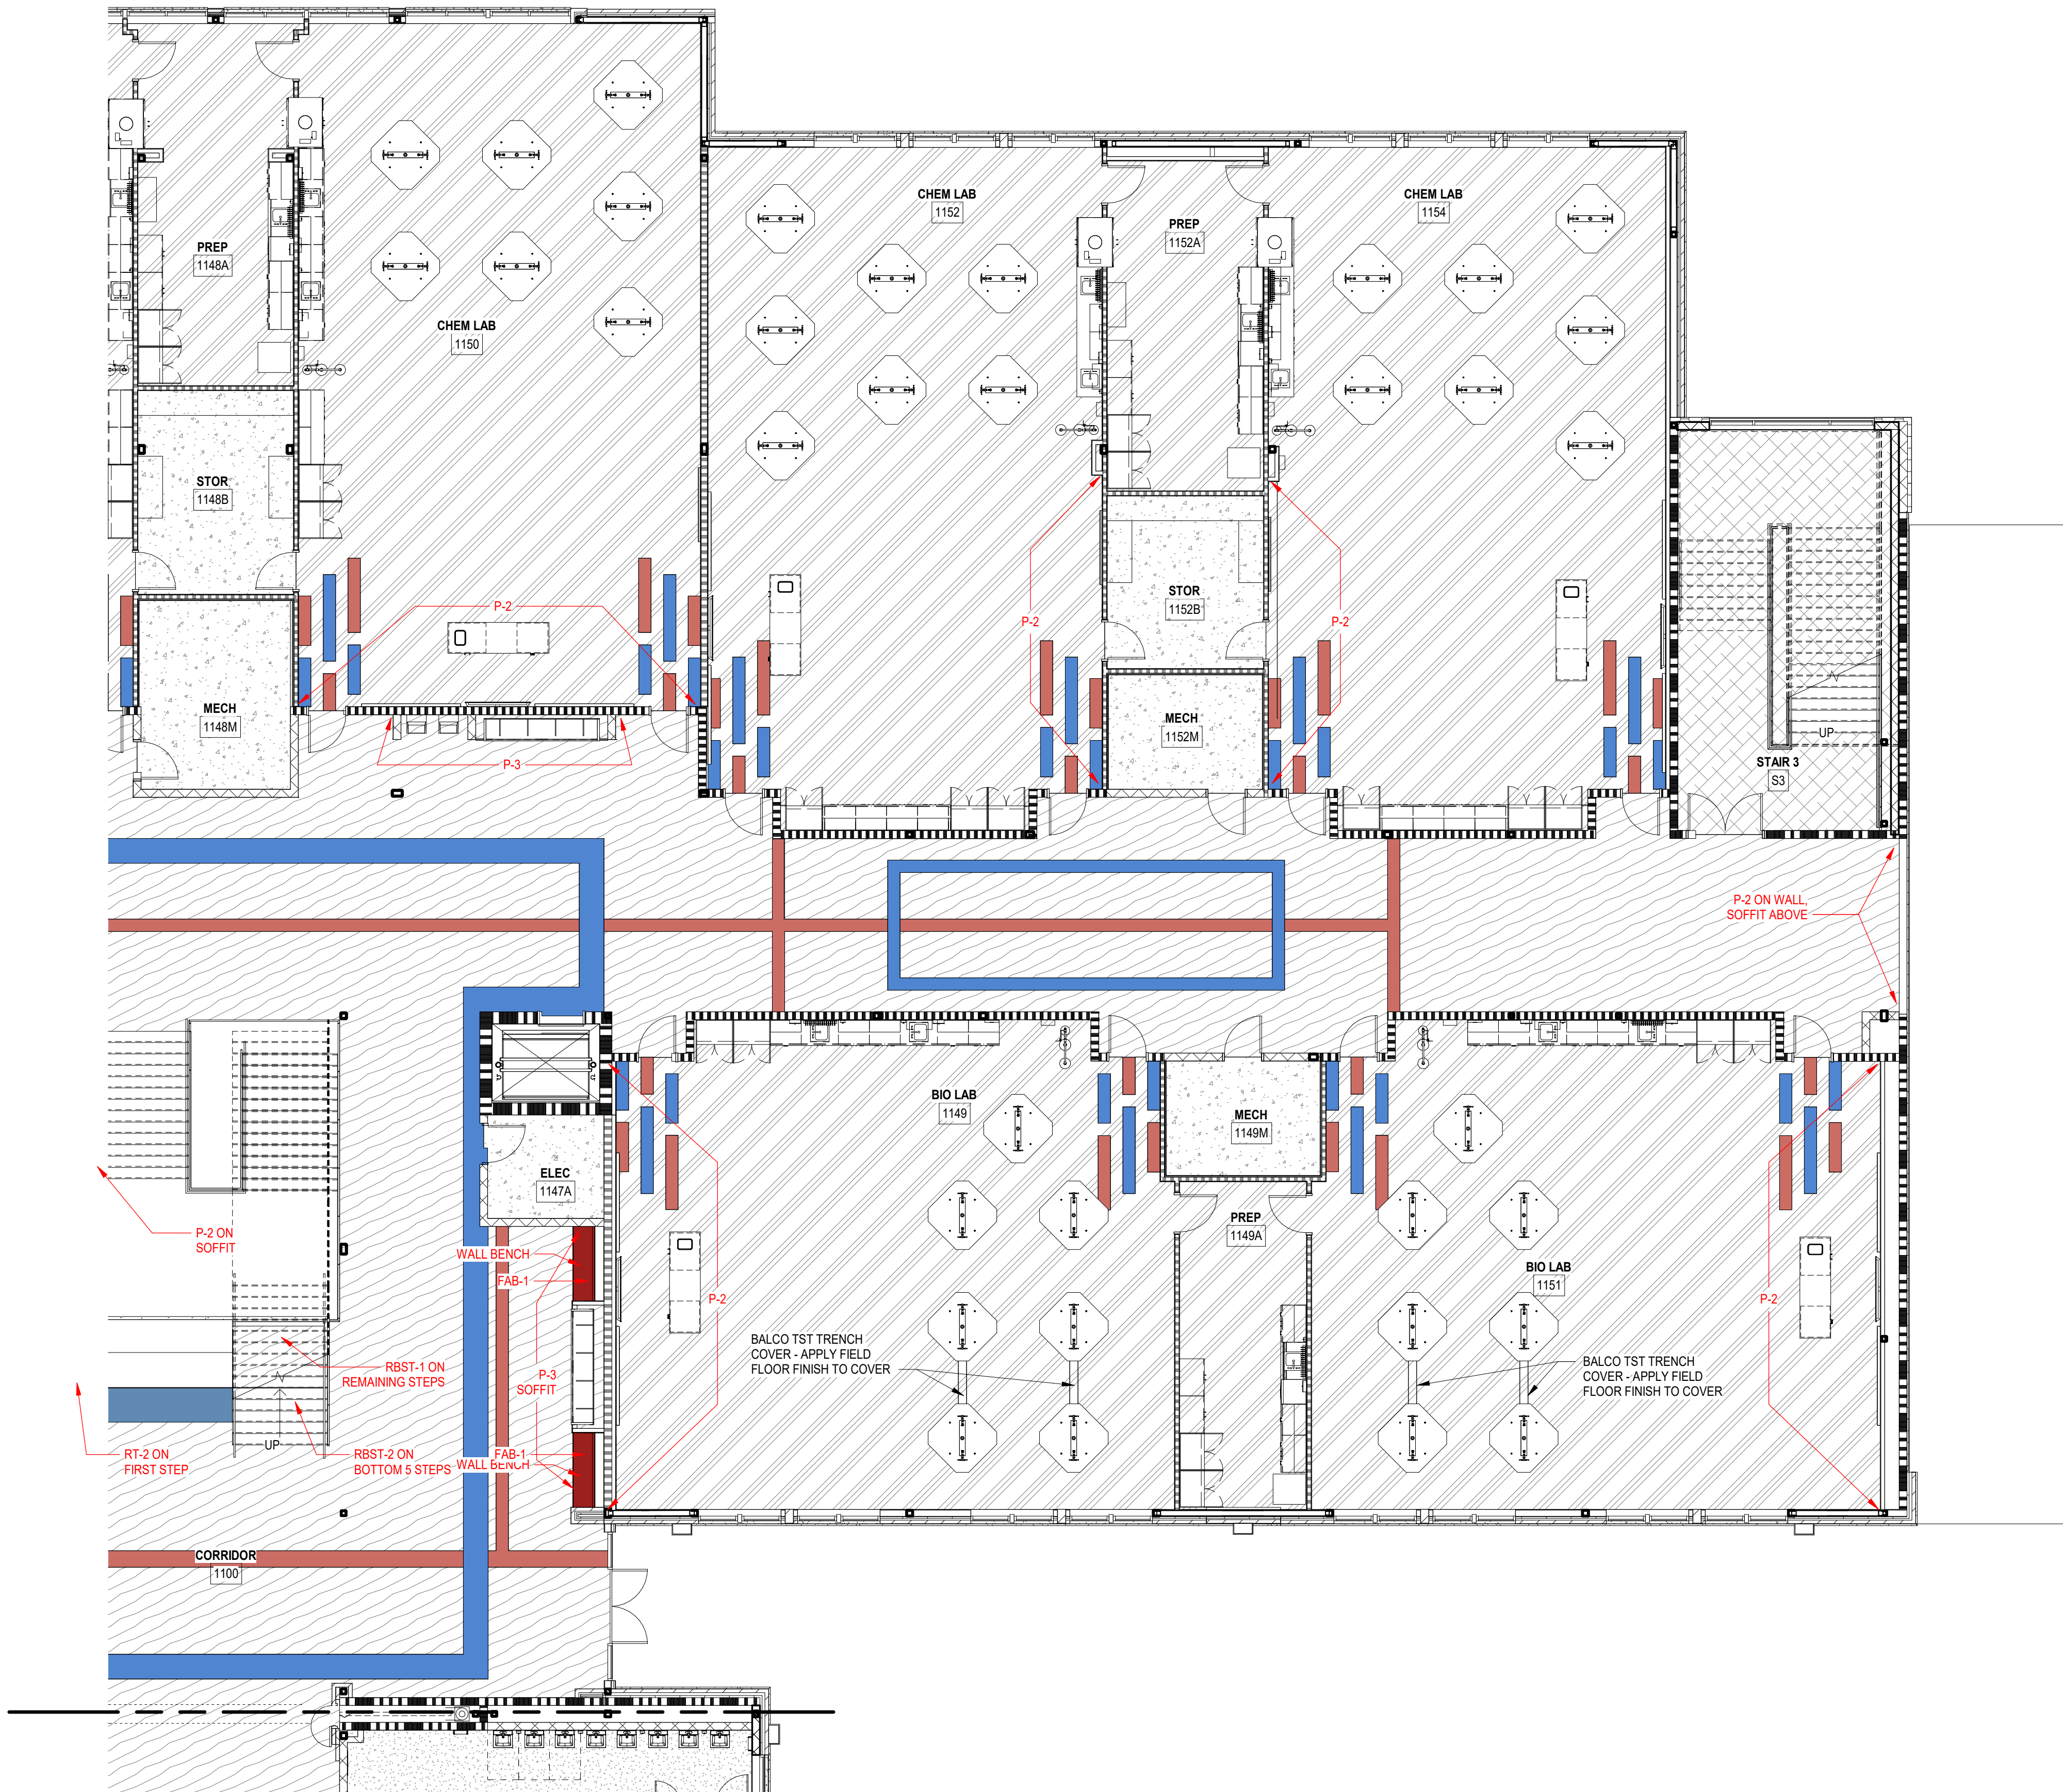 CHEM LAB
1152
CHEM LAB
1154
PREP
1152A
PREP
1148A
CHEM LAB
1150
STOR
1148B
STOR
1152B
P-2
P-2
P-2
MECH
1148M
MECH
1152M
UP
P-3
STAIR 3
S3
P-2 ON WALL,
SOFFIT ABOVE
BIO LAB
1149
MECH
1149M
ELEC
1147A
P-2 ON
SOFFIT
PREP
1149A
WALL BENCH
FAB-1
BIO LAB
1151
P-2
P-2
BALCO TST TRENCH
COVER - APPLY FIELD
FLOOR FINISH TO COVER
BALCO TST TRENCH
COVER - APPLY FIELD
FLOOR FINISH TO COVER
RBST-1 ON
REMAINING STEPS
P-3
SOFFIT
UP
RT-2 ON
FIRST STEP
RBST-2 ON
BOTTOM 5 STEPS
FAB-1
WALL BENCH
CORRIDOR
1100